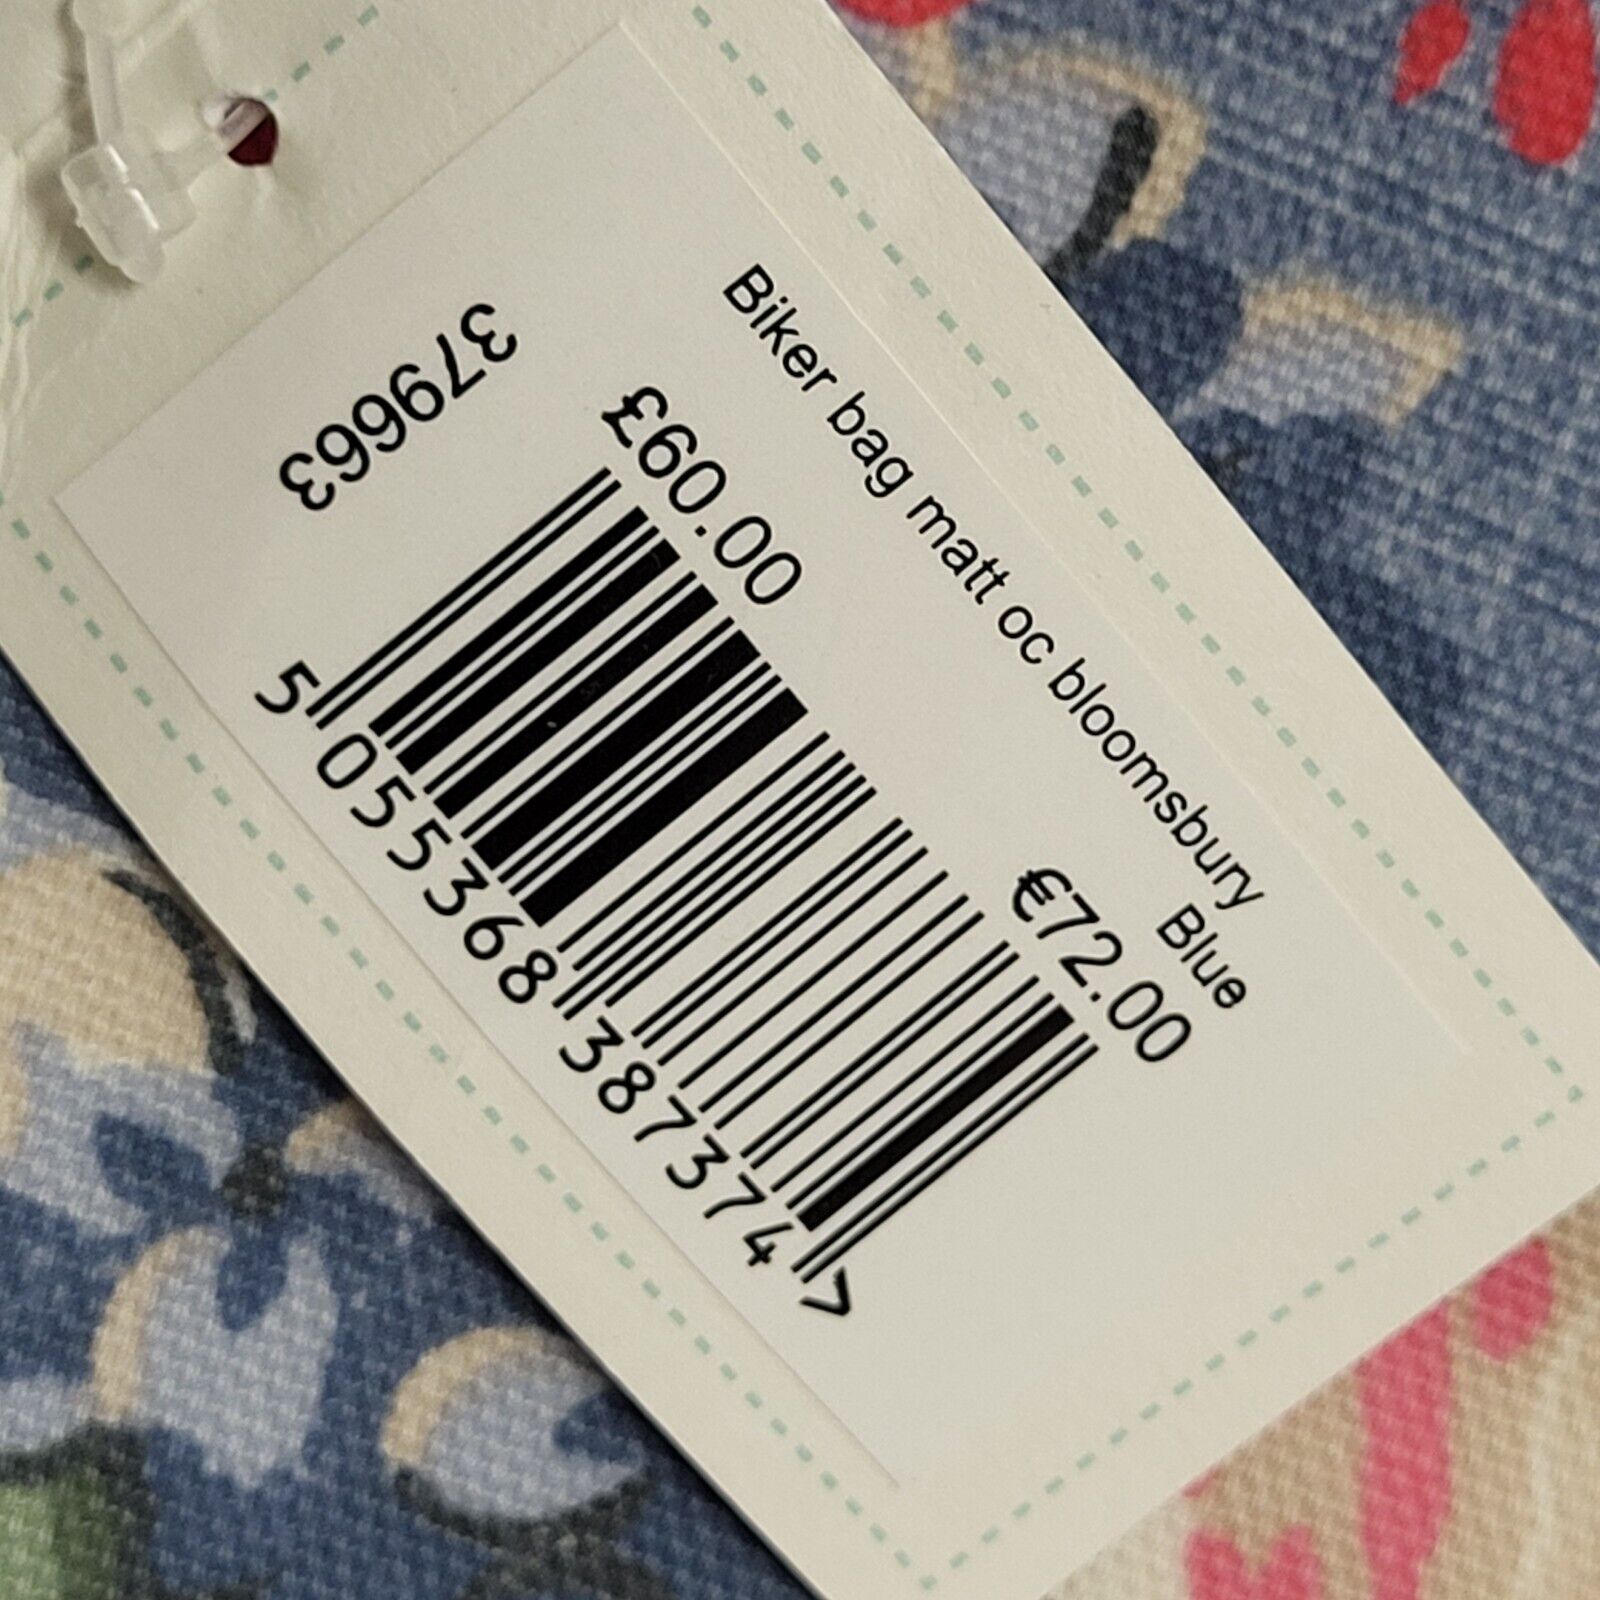 Biker bag matt oc bloomsbury
Blue
£60.00 €72.00
379663
5 055368 387374 >